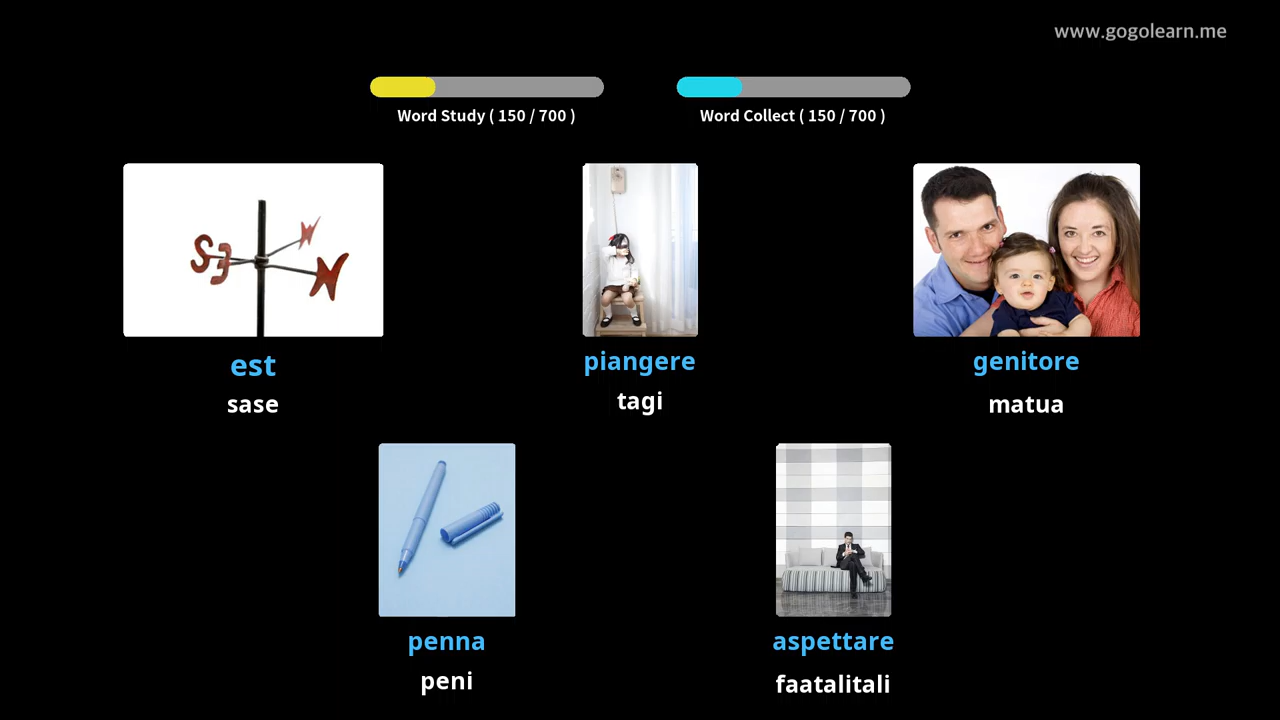 www.gogolearn.me
Word Study ( 150 / 700 )
Word Collect ( 150 / 700 )
S E N
est
piangere
genitore
sase
tagi
matua
penna
aspettare
peni
faatalitali